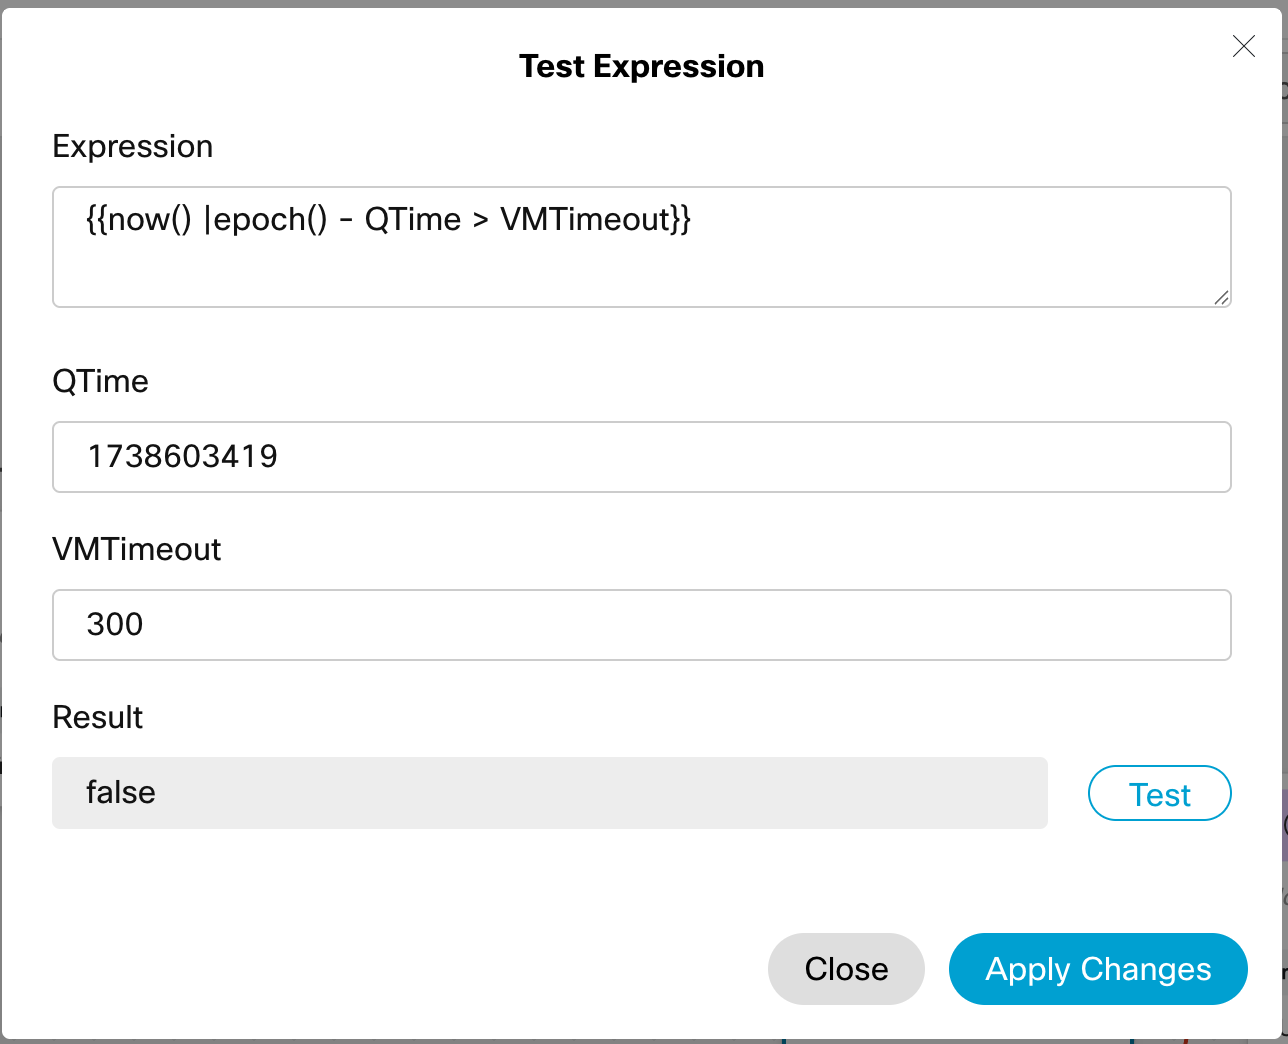 Test Expression
Expression
{{now() |epoch() - QTime > VMTimeout}}
QTime
1738603419
VMTimeout
300
Result
false
Test
Close
Apply Changes